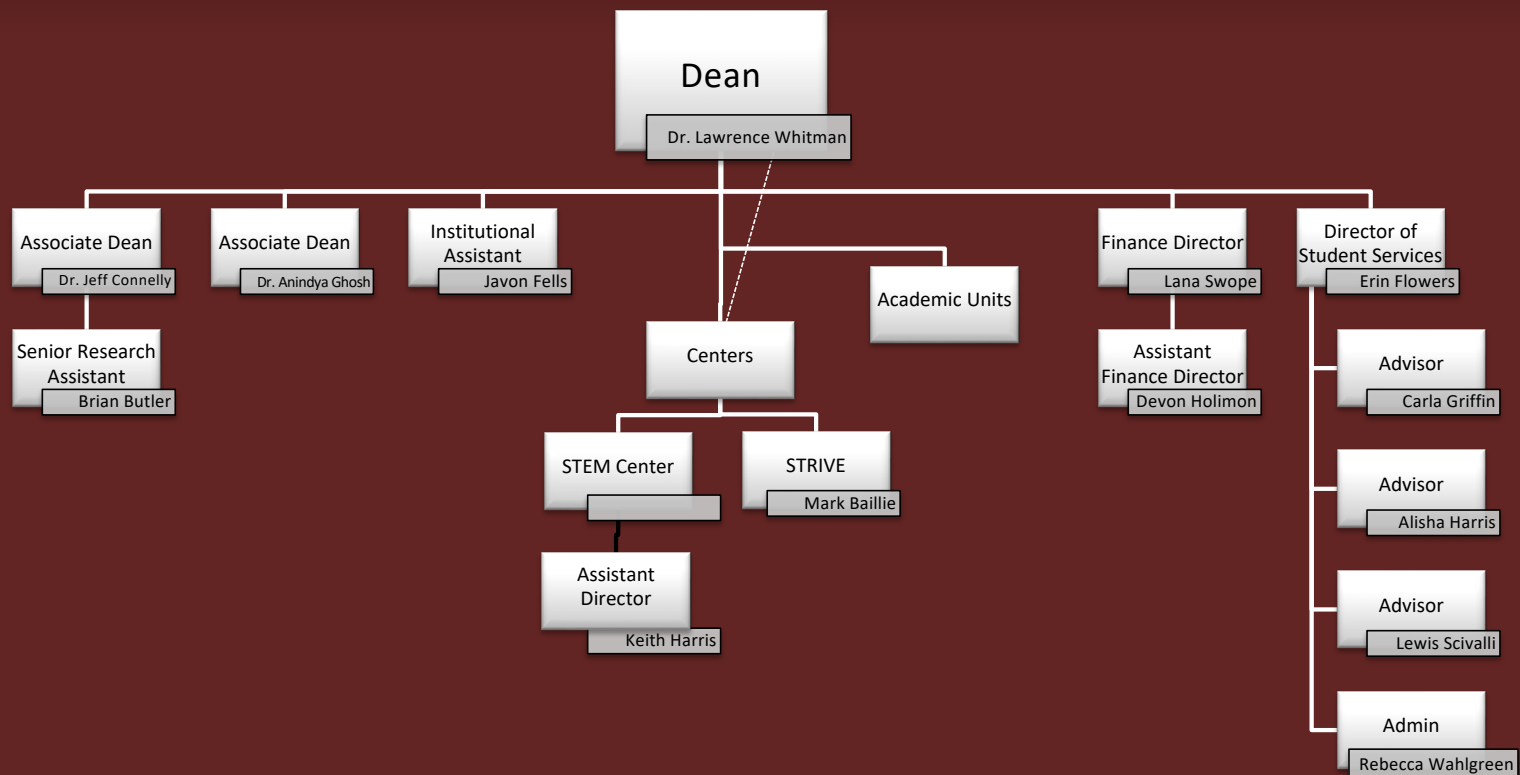 Dean
Dr. Lawrence Whitman
Associate Dean
Dr. Jeff Connelly
Associate Dean
Dr. Anindya Ghosh
Institutional
Assistant
Javon Fells
Finance Director
Lana Swope
Director of
Student Services
Erin Flowers
Academic Units
Senior Research
Assistant
Brian Butler
Centers
Assistant
Finance Director
Devon Holimon
Advisor
Carla Griffin
STEM Center
STRIVE
Mark Baillie
Advisor
Alisha Harris
Assistant
Director
Keith Harris
Advisor
Lewis Scivalli
Admin
Rebecca Wahlgreen